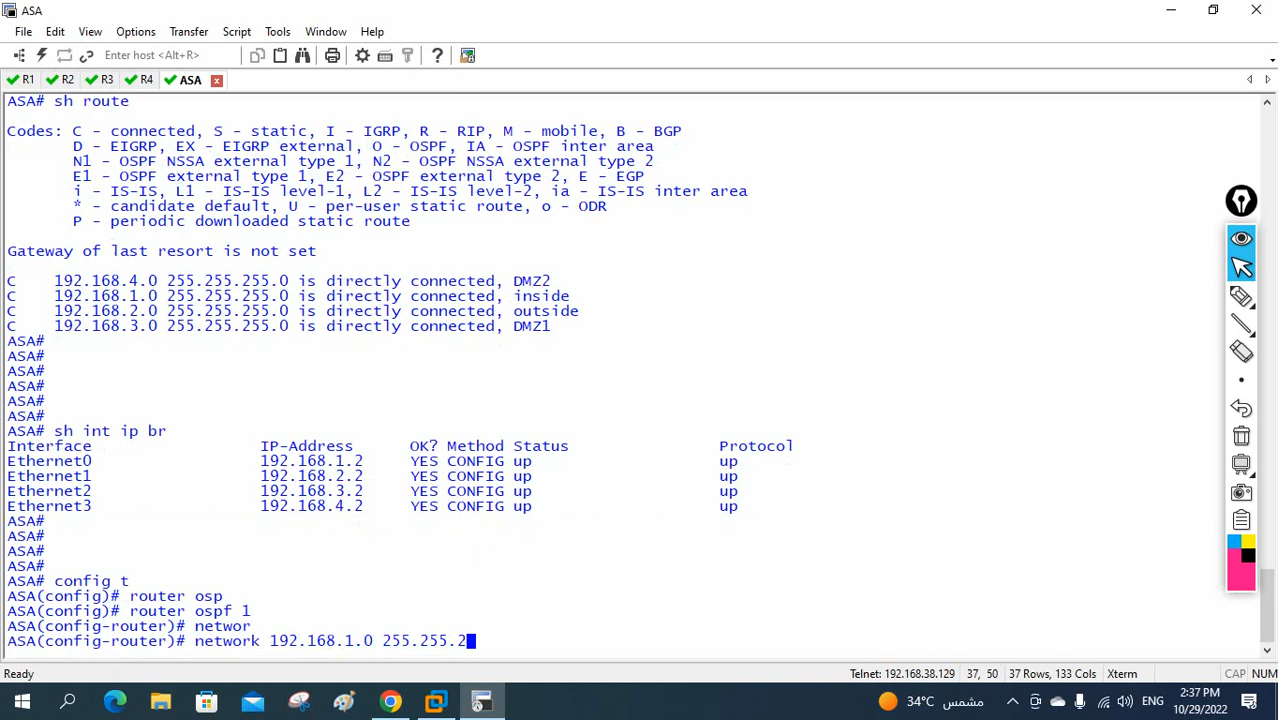 ASA
File Edit View Options Transfer Script Tools Window Help
Enter host <Alt+R>
R1 R2 R3 R4 ASA
ASA# sh route
Codes: C - connected, S - static, I - IGRP, R - RIP, M - mobile, B - BGP
D - EIGRP, EX - EIGRP external, O - OSPF, IA - OSPF inter area
N1 - OSPF NSSA external type 1, N2 - OSPF NSSA external type 2
E1 - OSPF external type 1, E2 - OSPF external type 2, E - EGP
i - IS-IS, L1 - IS-IS level-1, L2 - IS-IS level-2, ia - IS-IS inter area
* - candidate default, U - per-user static route, o - ODR
P - periodic downloaded static route
Gateway of last resort is not set
C 192.168.4.0 255.255.255.0 is directly connected, DMZ2
C 192.168.1.0 255.255.255.0 is directly connected, inside
C 192.168.2.0 255.255.255.0 is directly connected, outside
C 192.168.3.0 255.255.255.0 is directly connected, DMZ1
ASA#
ASA#
ASA#
ASA#
ASA#
ASA#
ASA# sh int ip br
Interface IP-Address OK? Method Status Protocol
Ethernet0 192.168.1.2 YES CONFIG up up
Ethernet1 192.168.2.2 YES CONFIG up up
Ethernet2 192.168.3.2 YES CONFIG up up
Ethernet3 192.168.4.2 YES CONFIG up up
ASA#
ASA#
ASA#
ASA#
ASA# config t
ASA(config)# router osp
ASA(config)# router ospf 1
ASA(config-router)# networ
ASA(config-router)# network 192.168.1.0 255.255.2
Ready Telnet: 192.168.38.129 37, 50 37 Rows, 133 Cols Xterm CAP NUM
34°C مشمس ENG 2:37 PM
10/29/2022